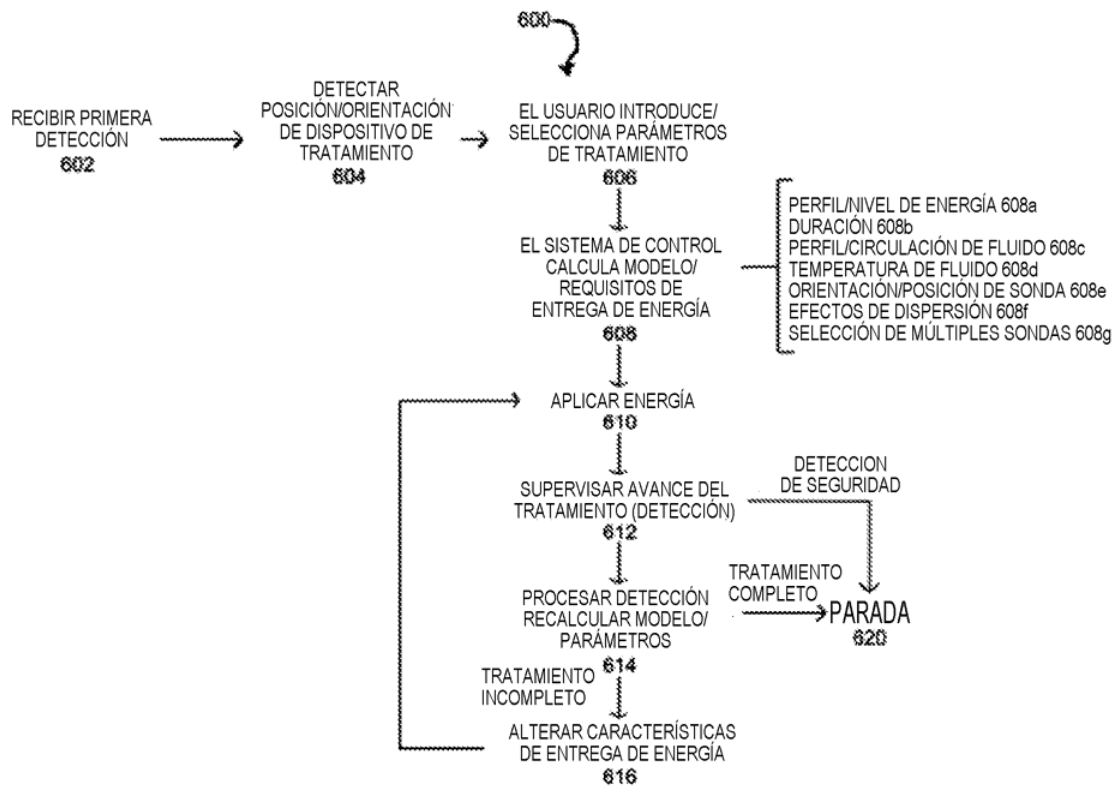 600
RECIBIR PRIMERA
DETECCIÓN
602
DETECTAR
POSICIÓN/ORIENTACIÓN
DE DISPOSITIVO DE
TRATAMIENTO
604
EL USUARIO INTRODUCE/
SELECCIONA PARÁMETROS
DE TRATAMIENTO
606
EL SISTEMA DE CONTROL
CALCULA MODELO/
REQUISITOS DE
ENTREGA DE ENERGÍA
608
PERFIL/NIVEL DE ENERGÍA 608a
DURACIÓN 608b
PERFIL/CIRCULACIÓN DE FLUIDO 608c
TEMPERATURA DE FLUIDO 608d
ORIENTACIÓN/POSICIÓN DE SONDA 608e
EFECTOS DE DISPERSIÓN 608f
SELECCIÓN DE MÚLTIPLES SONDAS 608g
APLICAR ENERGÍA
610
SUPERVISAR AVANCE DEL
TRATAMIENTO (DETECCIÓN)
612
DETECCION
DE SEGURIDAD
PROCESAR DETECCIÓN
RECALCULAR MODELO/
PARÁMETROS
614
TRATAMIENTO
COMPLETO
PARADA
620
TRATAMIENTO
INCOMPLETO
ALTERAR CARACTERÍSTICAS
DE ENTREGA DE ENERGÍA
616